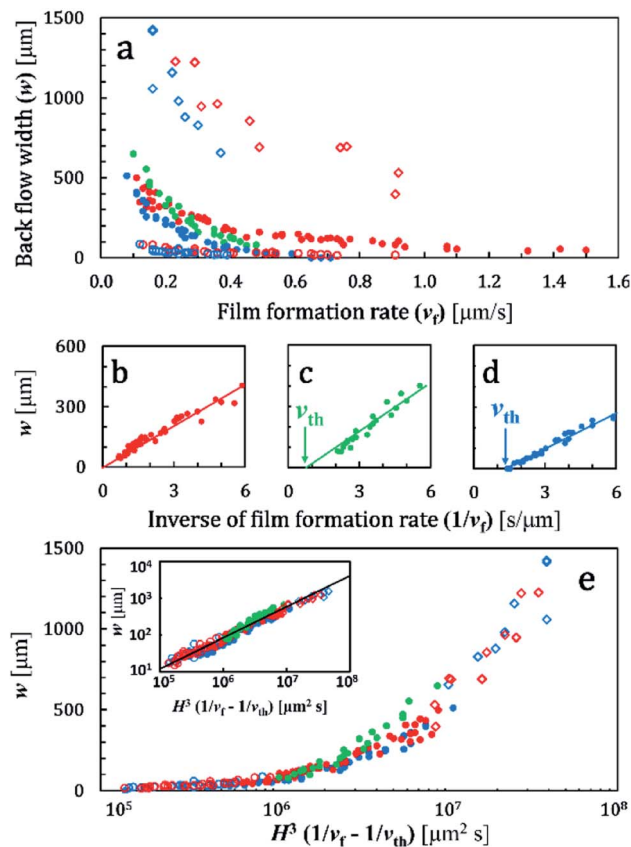 1500
1000
500
0
Back flow width (w) [µm]
a
0.0 0.2 0.4 0.6 0.8 1.0 1.2 1.4 1.6
Film formation rate (vf) [µm/s]
600
300
0
w [µm]
b
c
d
vth
vth
0 3 6
0 3 6
0 3 6
Inverse of film formation rate (1/vf) [s/µm]
1500
1000
500
0
w [µm]
e
10⁴
10³
10²
10¹
w [µm]
10⁵ 10⁶ 10⁷ 10⁸
H³ (1/vf - 1/vth) [µm² s]
10⁵ 10⁶ 10⁷ 10⁸
H³ (1/vf - 1/vth) [µm² s]